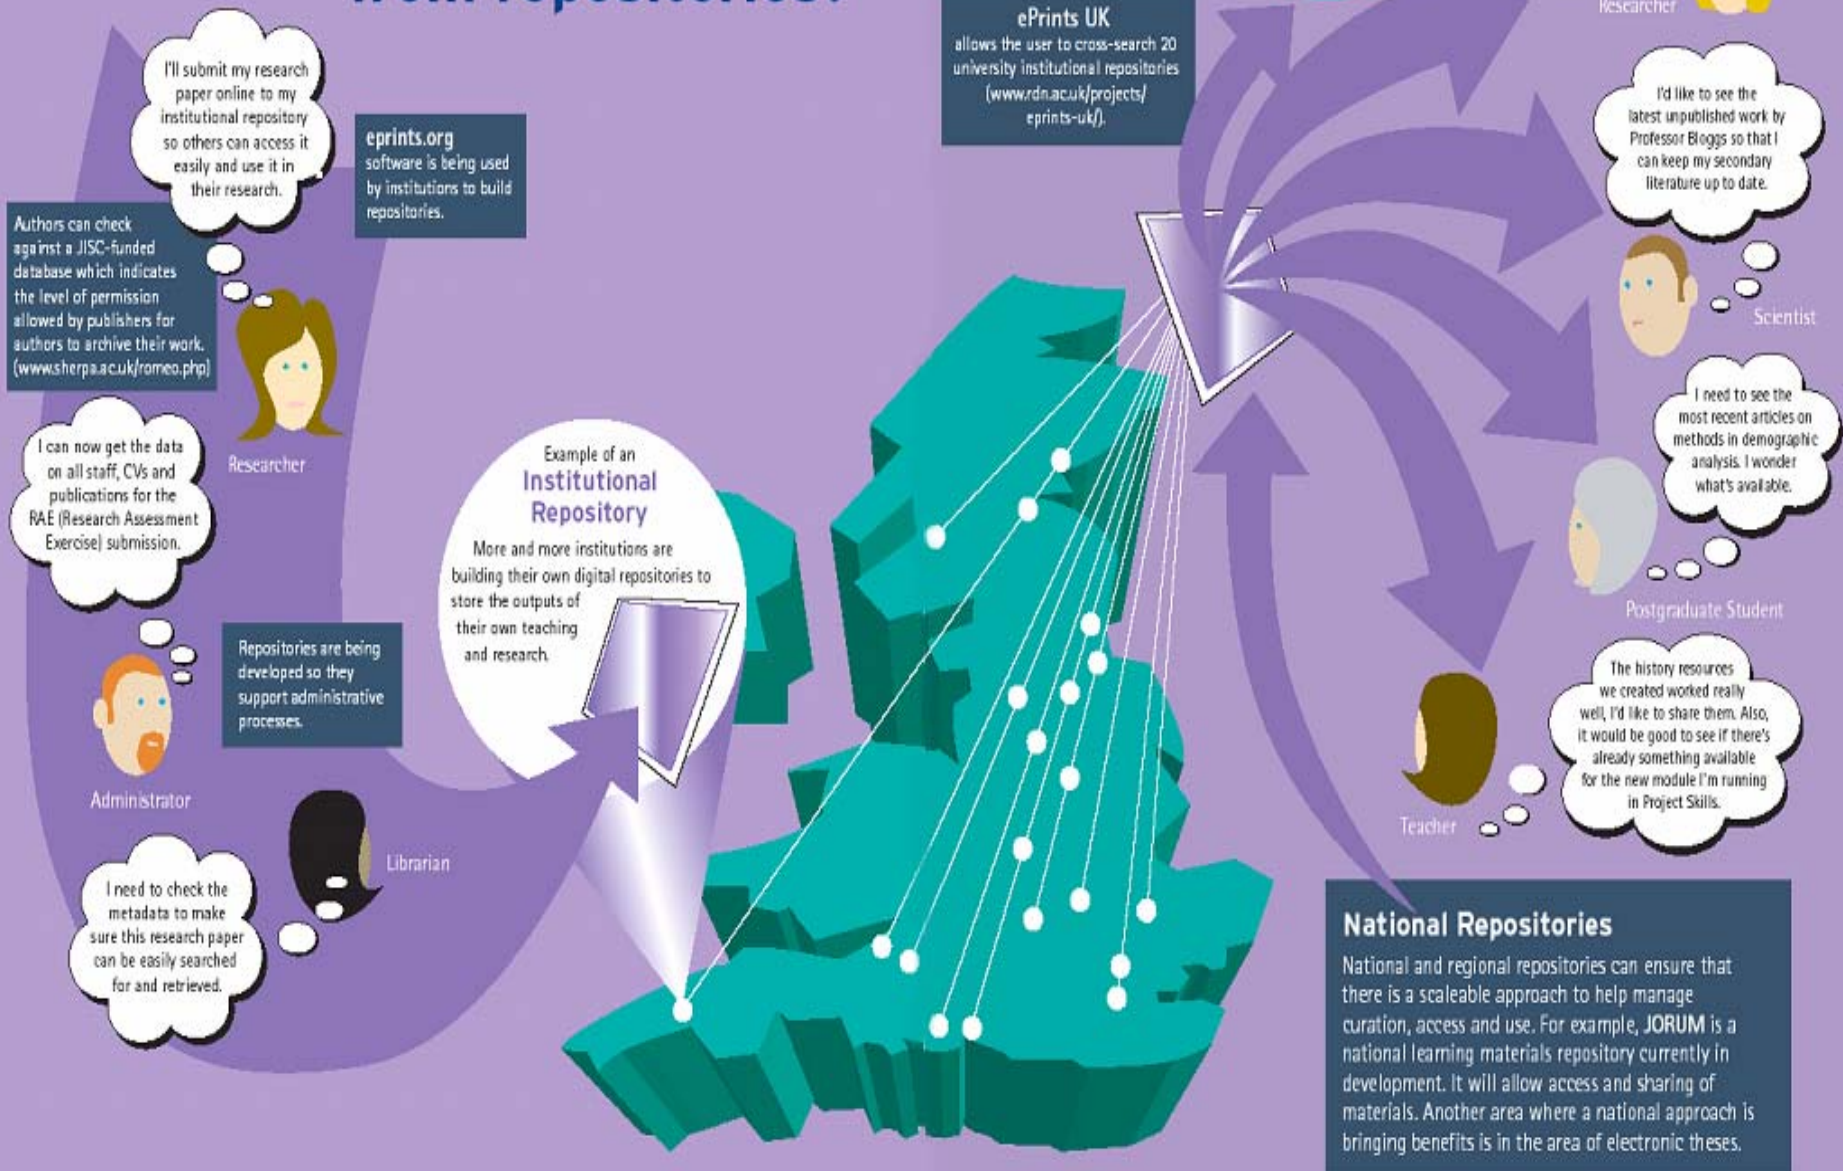 from repositories?
I'll submit my research
paper online to my
institutional repository
so others can access it
easily and use it in
their research.
eprints.org
software is being used
by institutions to build
repositories.
Authors can check
against a JISC-funded
database which indicates
the level of permission
allowed by publishers for
authors to archive their work.
(www.sherpa.ac.uk/romeo.php)
Researcher
I can now get the data
on all staff, CVs and
publications for the
RAE (Research Assessment
Exercise) submission.
Administrator
Repositories are being
developed so they
support administrative
processes.
Librarian
I need to check the
metadata to make
sure this research paper
can be easily searched
for and retrieved.
Example of an
Institutional
Repository
More and more institutions are
building their own digital repositories to
store the outputs of
their own teaching
and research.
ePrints UK
allows the user to cross-search 20
university institutional repositories
(www.rdn.ac.uk/projects/
eprints-uk/).
Researcher
I'd like to see the
latest unpublished work by
Professor Bloggs so that I
can keep my secondary
literature up to date.
Scientist
I need to see the
most recent articles on
methods in demographic
analysis. I wonder
what's available.
Postgraduate Student
The history resources
we created worked really
well, I'd like to share them. Also,
it would be good to see if there's
already something available
for the new module I'm running
in Project Skills.
Teacher
National Repositories
National and regional repositories can ensure that
there is a scaleable approach to help manage
curation, access and use. For example, JORUM is a
national learning materials repository currently in
development. It will allow access and sharing of
materials. Another area where a national approach is
bringing benefits is in the area of electronic theses.